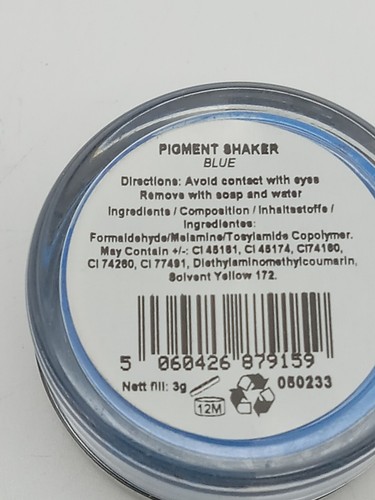 PIGMENT SHAKER
BLUE
Directions: Avoid contact with eyes
Remove with soap and water
Ingredients / Composition / Inhaltsstoffe /
Ingredientes:
Formaldehyde/Melamine/Tosylamide Copolymer.
May Contain +/-: CI 45161, CI 45174, CI74160,
CI 74260, CI 77491, Diethylaminomethylcoumarin,
Solvent Yellow 172.
5 060426 879159
Nett fill: 3g
12M
050233